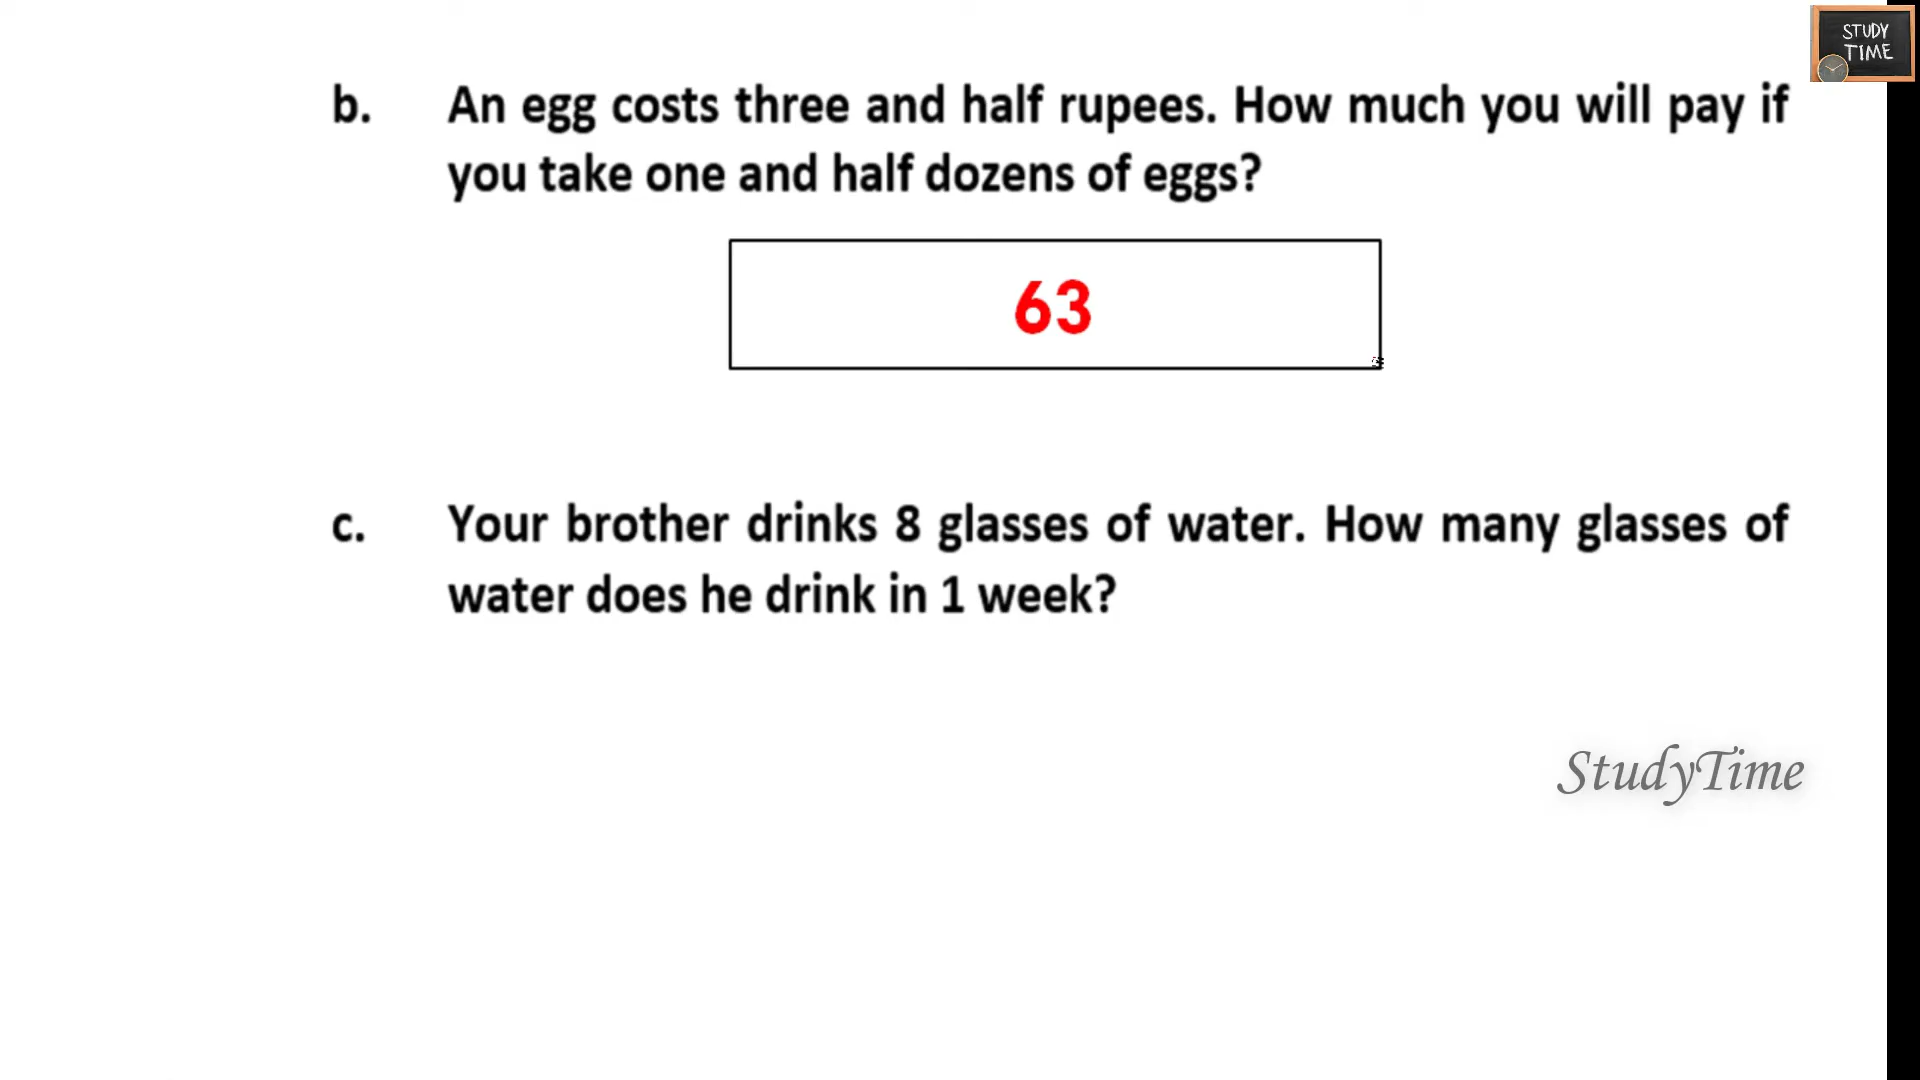 STUDY
TIME
b. An egg costs three and half rupees. How much you will pay if
you take one and half dozens of eggs?
63
c. Your brother drinks 8 glasses of water. How many glasses of
water does he drink in 1 week?
StudyTime